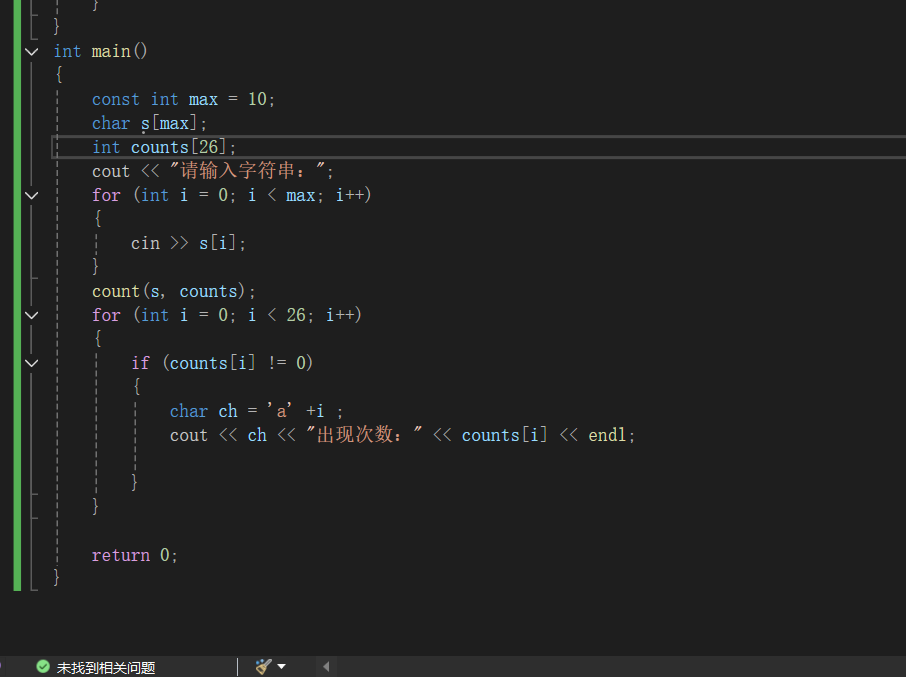 }
}
int main()
{
const int max = 10;
char s[max];
int counts[26];
cout << "请输入字符串：";
for (int i = 0; i < max; i++)
{
cin >> s[i];
}
count(s, counts);
for (int i = 0; i < 26; i++)
{
if (counts[i] != 0)
{
char ch = 'a' +i ;
cout << ch << "出现次数：" << counts[i] << endl;
}
}
return 0;
}
未找到相关问题